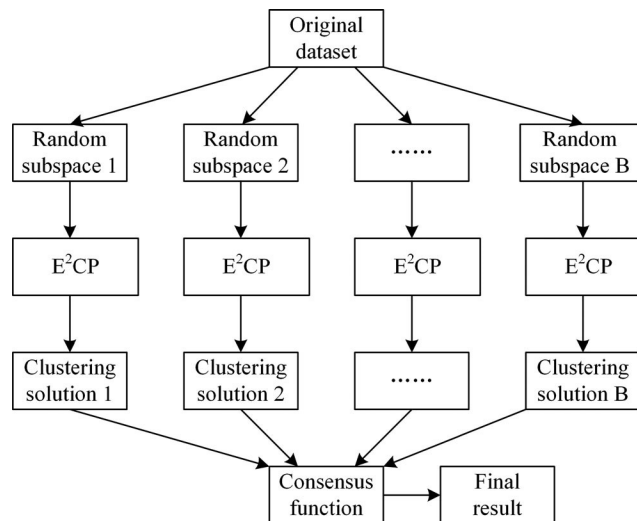 Original
dataset
Random
subspace 1
Random
subspace 2
......
Random
subspace B
E²CP
E²CP
E²CP
E²CP
Clustering
solution 1
Clustering
solution 2
......
Clustering
solution B
Consensus
function
Final
result